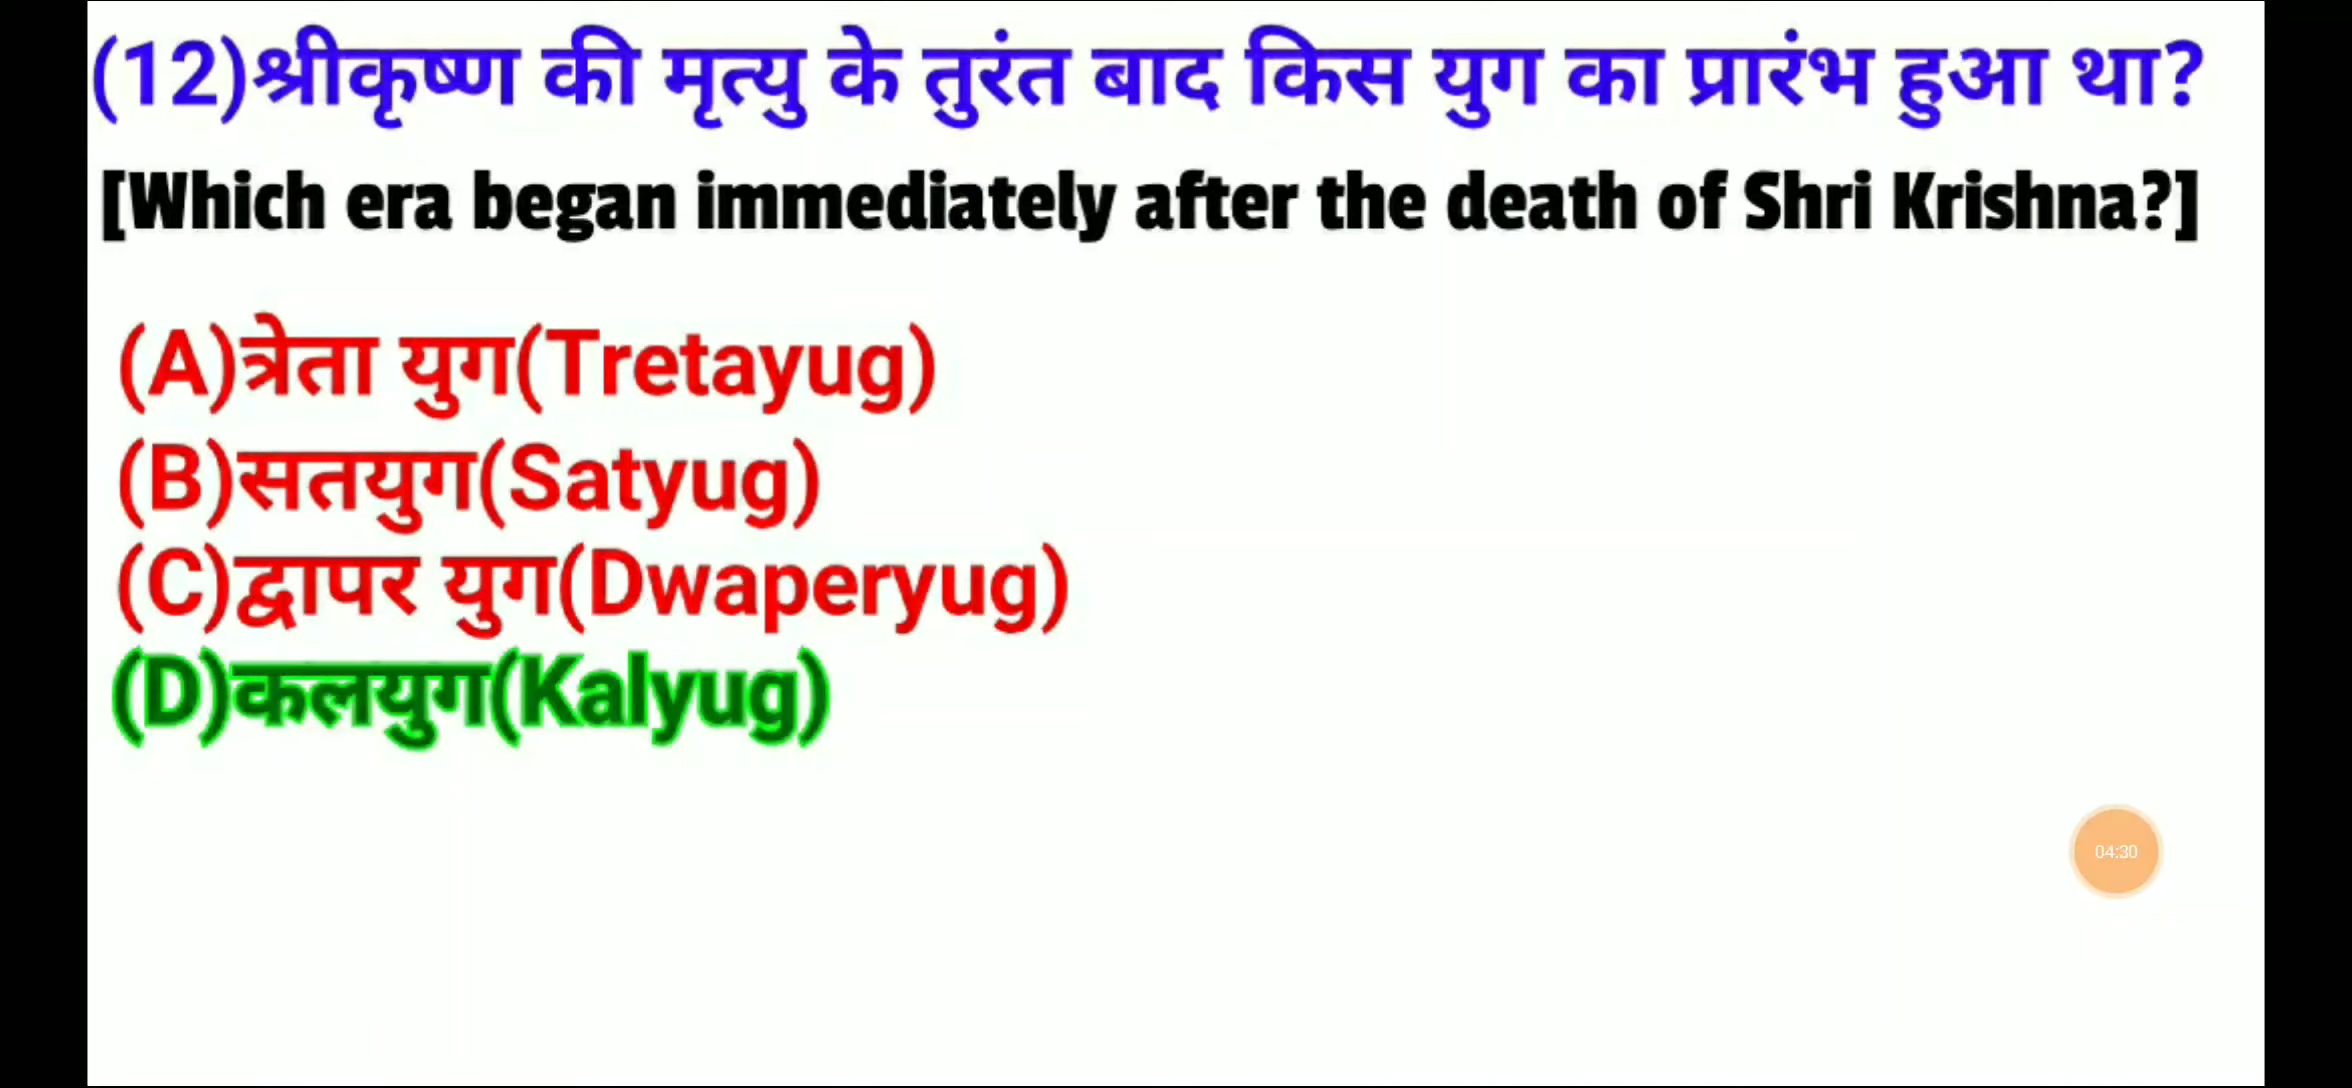 (12)श्रीकृष्ण की मृत्यु के तुरंत बाद किस युग का प्रारंभ हुआ था?
[Which era began immediately after the death of Shri Krishna?]
(A)त्रेता युग(Tretayug)
(B)सतयुग(Satyug)
(C)द्वापर युग(Dwaperyug)
(D)कलयुग(Kalyug)
04:30